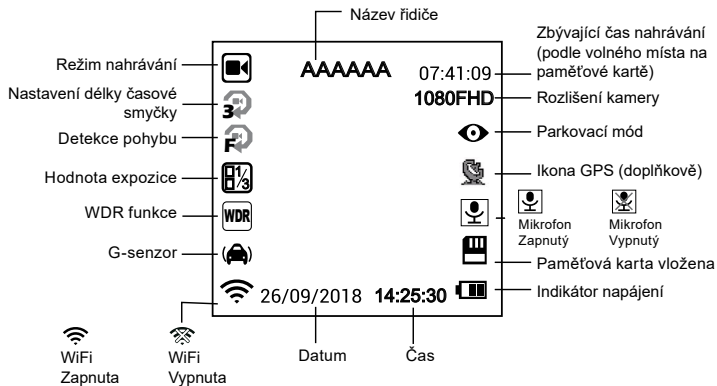 Název řidiče
Zbývající čas nahrávání
(podle volného místa na
paměťové kartě)
Režim nahrávání
AAAAAA
07:41:09
Nastavení délky časové
smyčky
3
1080FHD
Rozlišení kamery
Detekce pohybu
F
Parkovací mód
Hodnota expozice
1/3
Ikona GPS (doplňkově)
WDR funkce
WDR
Mikrofon
Zapnutý
Mikrofon
Vypnutý
G-senzor
Paměťová karta vložena
26/09/2018
14:25:30
Indikátor napájení
WiFi
Zapnuta
WiFi
Vypnuta
Datum
Čas